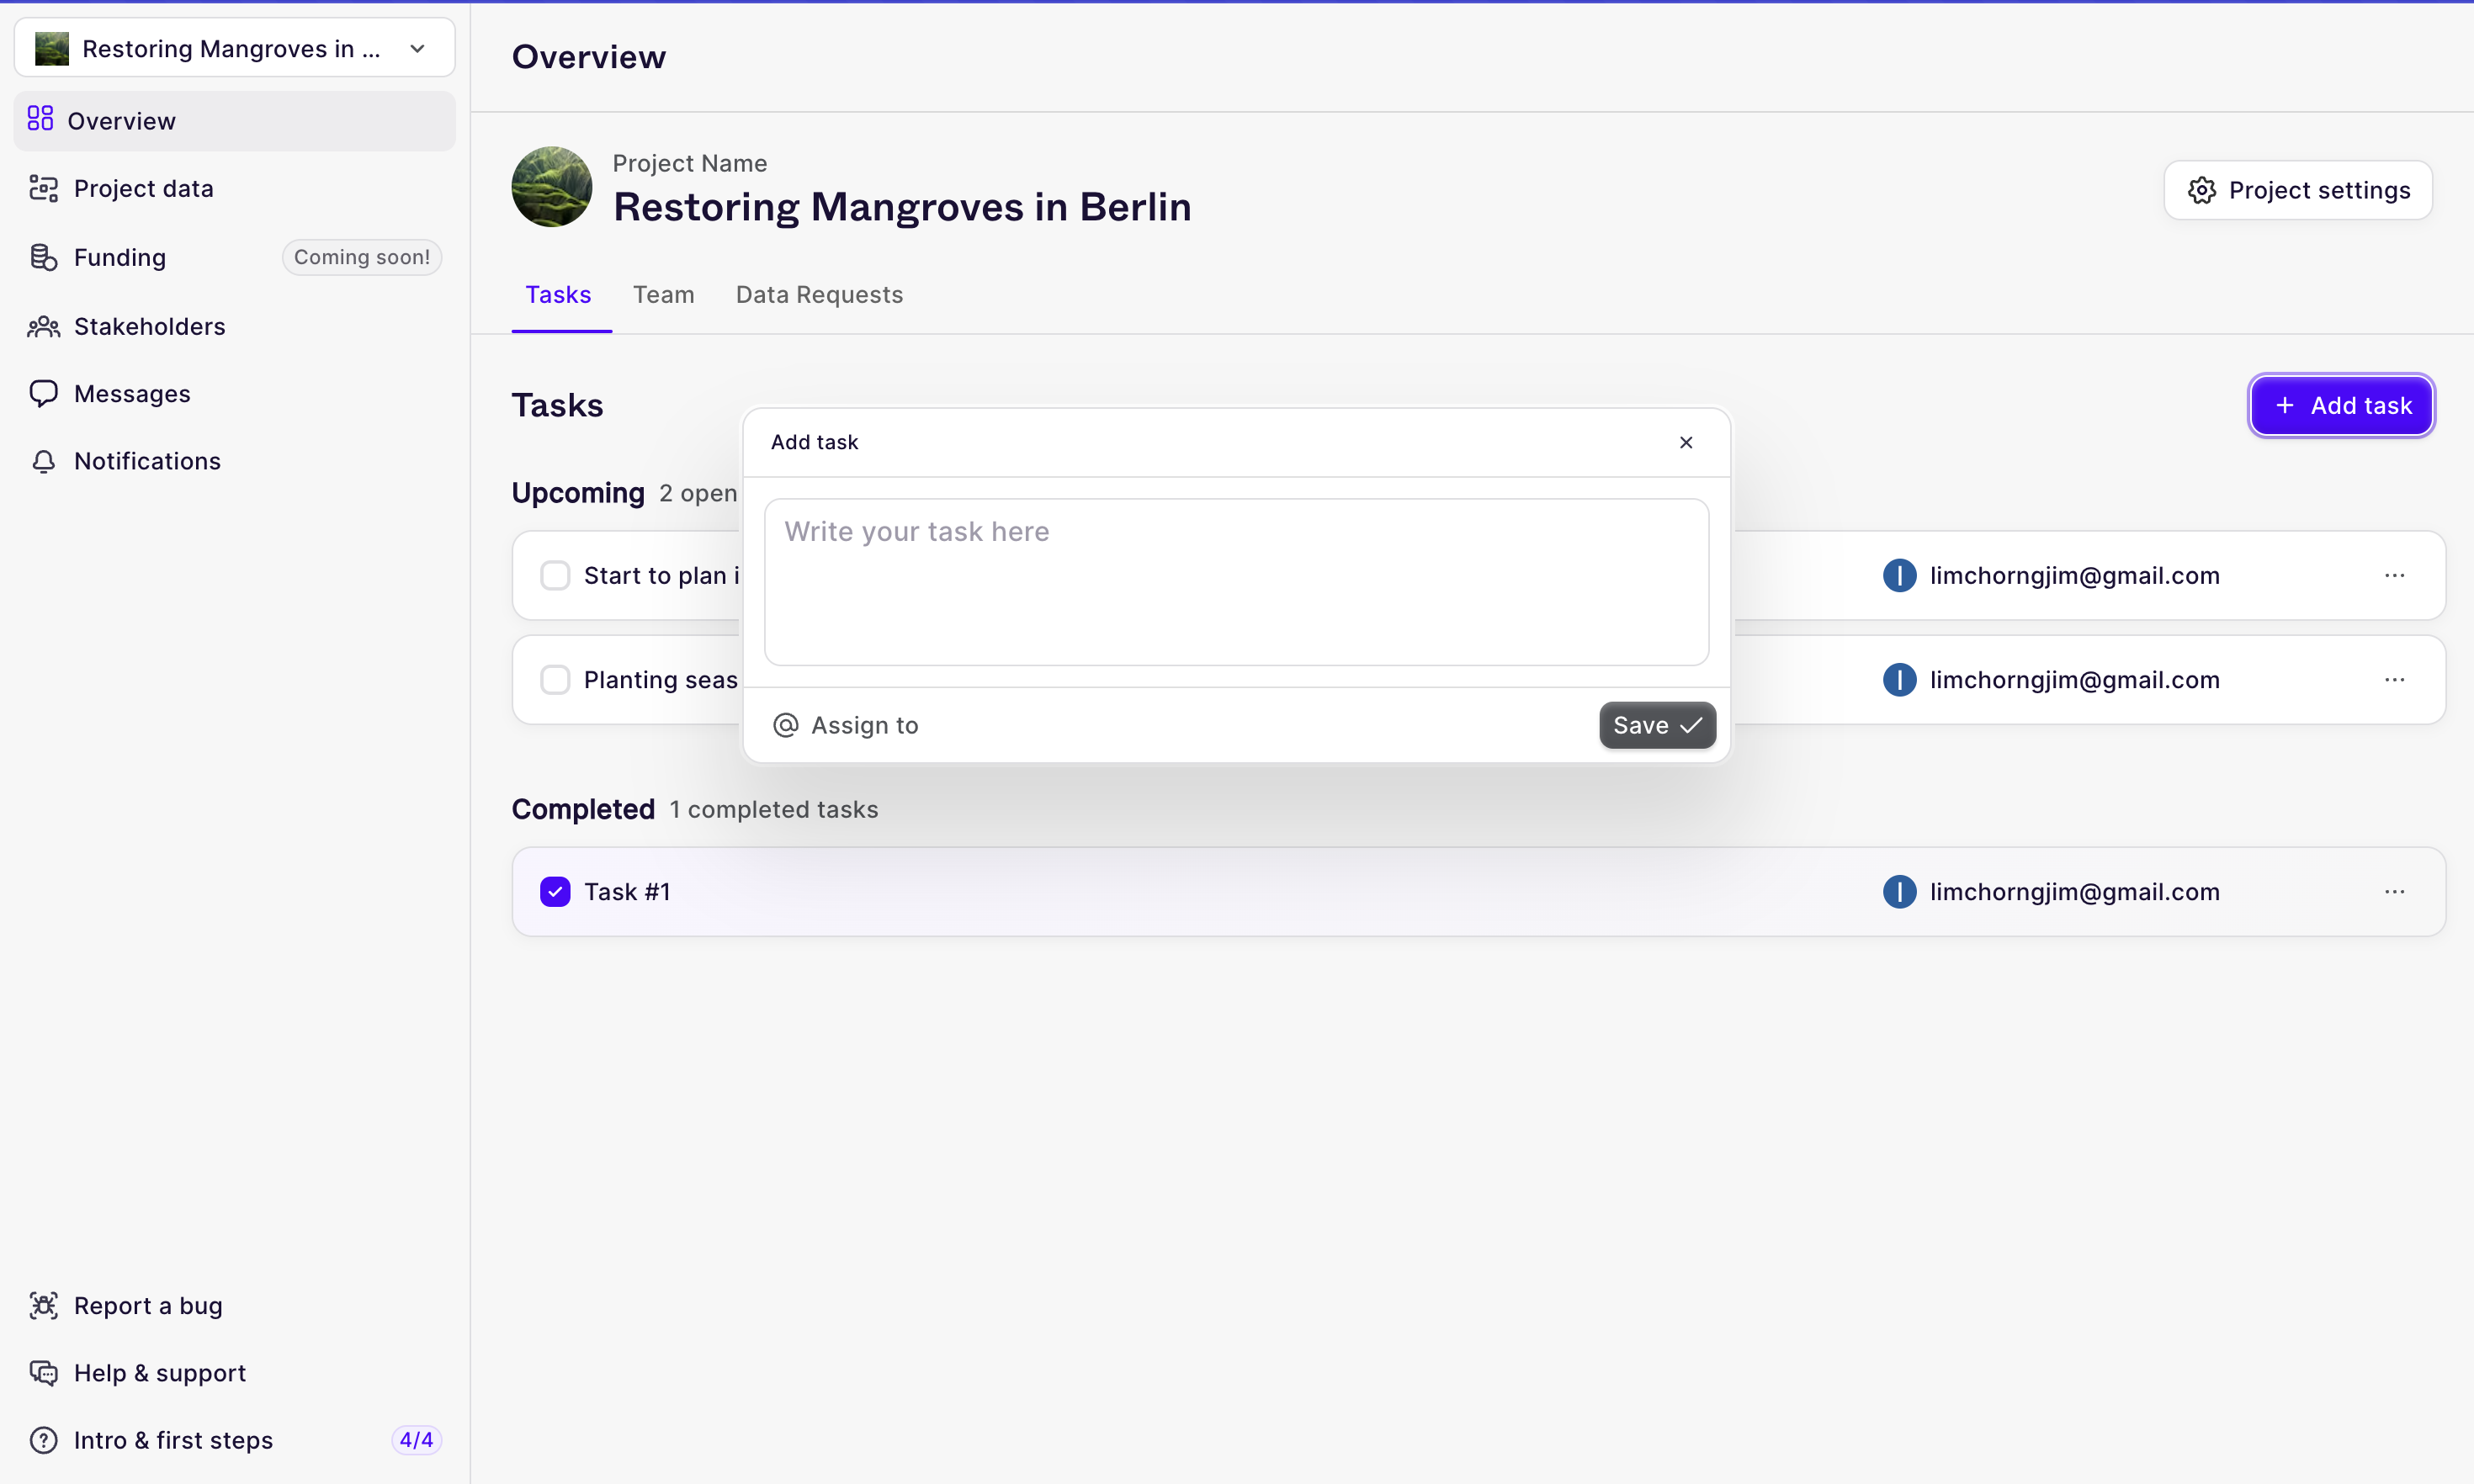 Restoring Mangroves in ...
Overview
Project data
Funding
Coming soon!
Stakeholders
Messages
Notifications
Report a bug
Help & support
Intro & first steps
4/4
Overview
Project Name
Restoring Mangroves in Berlin
Project settings
Tasks
Team
Data Requests
Tasks
+ Add task
Upcoming
2 open
Start to plan i
limchorngjim@gmail.com
...
Planting seas
limchorngjim@gmail.com
...
Add task
Write your task here
@ Assign to
Save
Completed
1 completed tasks
Task #1
limchorngjim@gmail.com
...